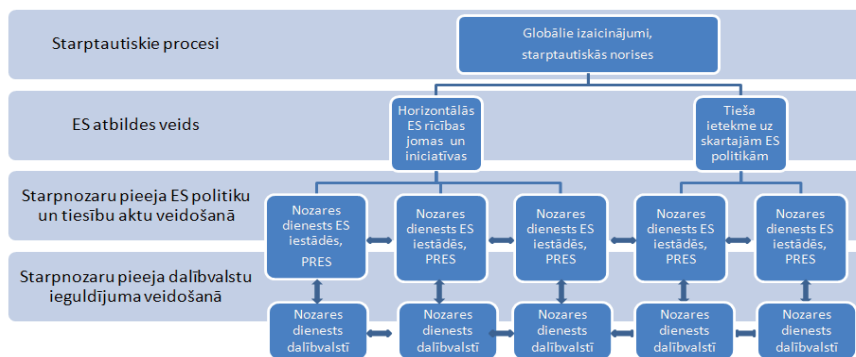 Starptautiskie procesi
Globālie izaicinājumi,
starptautiskās norises
ES atbildes veids
Horizontālās
ES rīcības
jomas un
iniciatīvas
Tieša
ietekme uz
skartajām ES
politikām
Starpnozaru pieeja ES politiku
un tiesību aktu veidošanā
Nozares
dienests ES
iestādēs,
PRES
Nozares
dienests ES
iestādēs,
PRES
Nozares
dienests ES
iestādēs,
PRES
Nozares
dienests ES
iestādēs,
PRES
Nozares
dienests ES
iestādēs,
PRES
Starpnozaru pieeja dalībvalstu
ieguldījuma veidošanā
Nozares
dienests
dalībvalstī
Nozares
dienests
dalībvalstī
Nozares
dienests
dalībvalstī
Nozares
dienests
dalībvalstī
Nozares
dienests
dalībvalstī